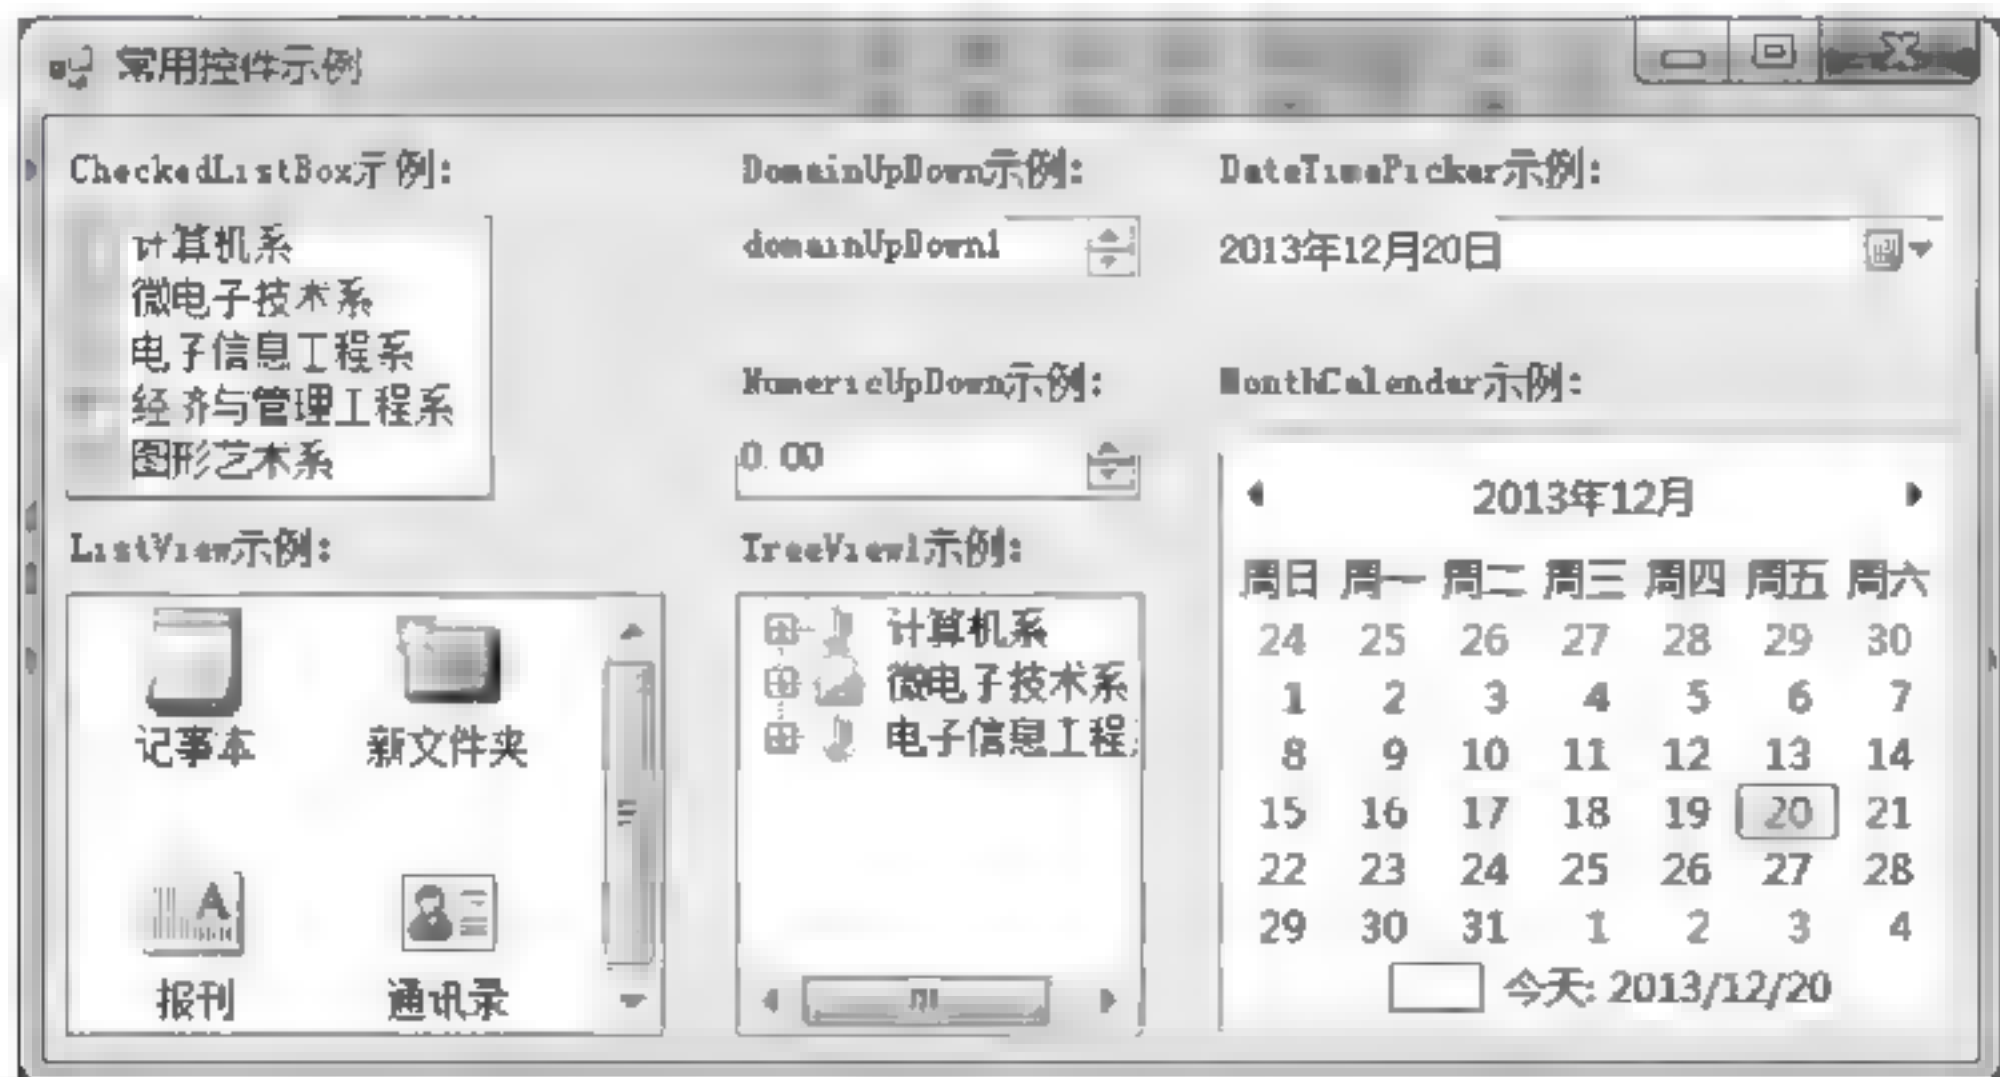 常用控件示例
CheckedListBox示例:
计算机系
微电子技术系
电子信息工程系
经济与管理工程系
图形艺术系
DomainUpDown示例:
domainUpDown1
DateTimePicker示例:
2013年12月20日
NumericUpDown示例:
0.00
MonthCalendar示例:
2013年12月
周日 周一 周二 周三 周四 周五 周六
24 25 26 27 28 29 30
1 2 3 4 5 6 7
8 9 10 11 12 13 14
15 16 17 18 19 20 21
22 23 24 25 26 27 28
29 30 31 1 2 3 4
今天: 2013/12/20
ListView示例:
记事本 新文件夹
报刊 通讯录
TreeView1示例:
计算机系
微电子技术系
电子信息工程